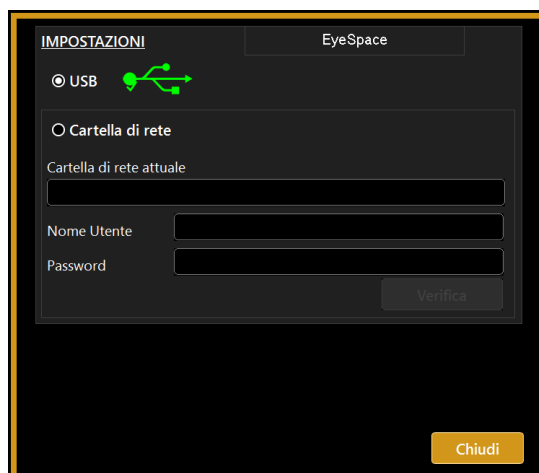 IMPOSTAZIONI
EyeSpace
USB
Cartella di rete
Cartella di rete attuale
Nome Utente
Password
Verifica
Chiudi